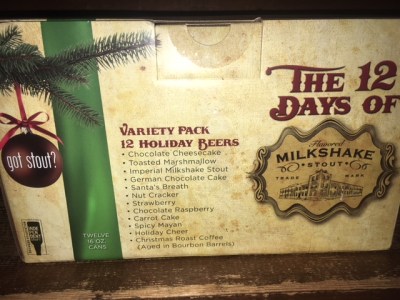 THE 12
DAYS OF
Flavored
MILKSHAKE
STOUT
TRADE MARK
got stout?
VARIETY PACK
12 HOLIDAY BEERS
• Chocolate Cheesecake
• Toasted Marshmallow
• Imperial Milkshake Stout
• German Chocolate Cake
• Santa's Breath
• Nut Cracker
• Strawberry
• Chocolate Raspberry
• Carrot Cake
• Spicy Mayan
• Holiday Cheer
• Christmas Roast Coffee
(Aged in Bourbon Barrels)
TWELVE
16 OZ.
CANS